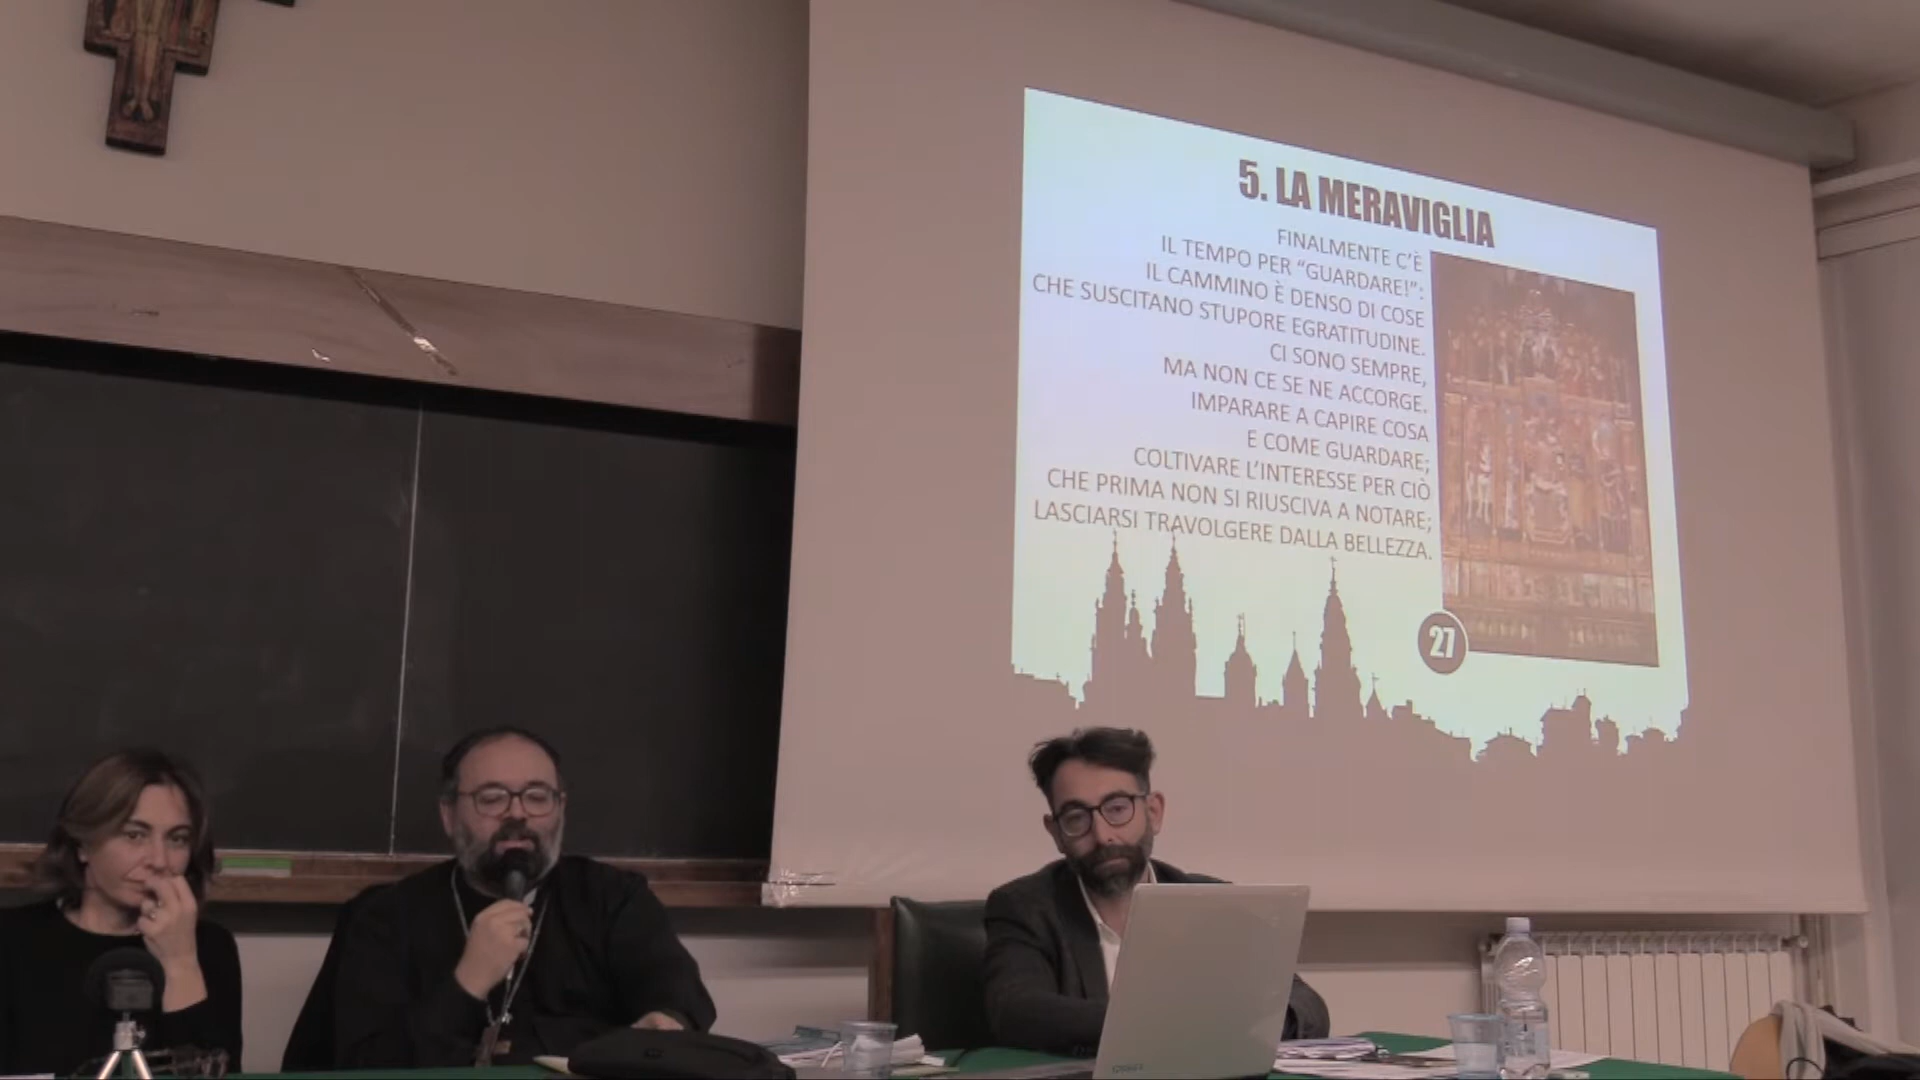 5. LA MERAVIGLIA
FINALMENTE C'È
IL TEMPO PER “GUARDARE!”:
IL CAMMINO È DENSO DI COSE
CHE SUSCITANO STUPORE EGRATITUDINE.
CI SONO SEMPRE,
MA NON CE SE NE ACCORGE.
IMPARARE A CAPIRE COSA
E COME GUARDARE;
COLTIVARE L'INTERESSE PER CIÒ
CHE PRIMA NON SI RIUSCIVA A NOTARE;
LASCIARSI TRAVOLGERE DALLA BELLEZZA.
27